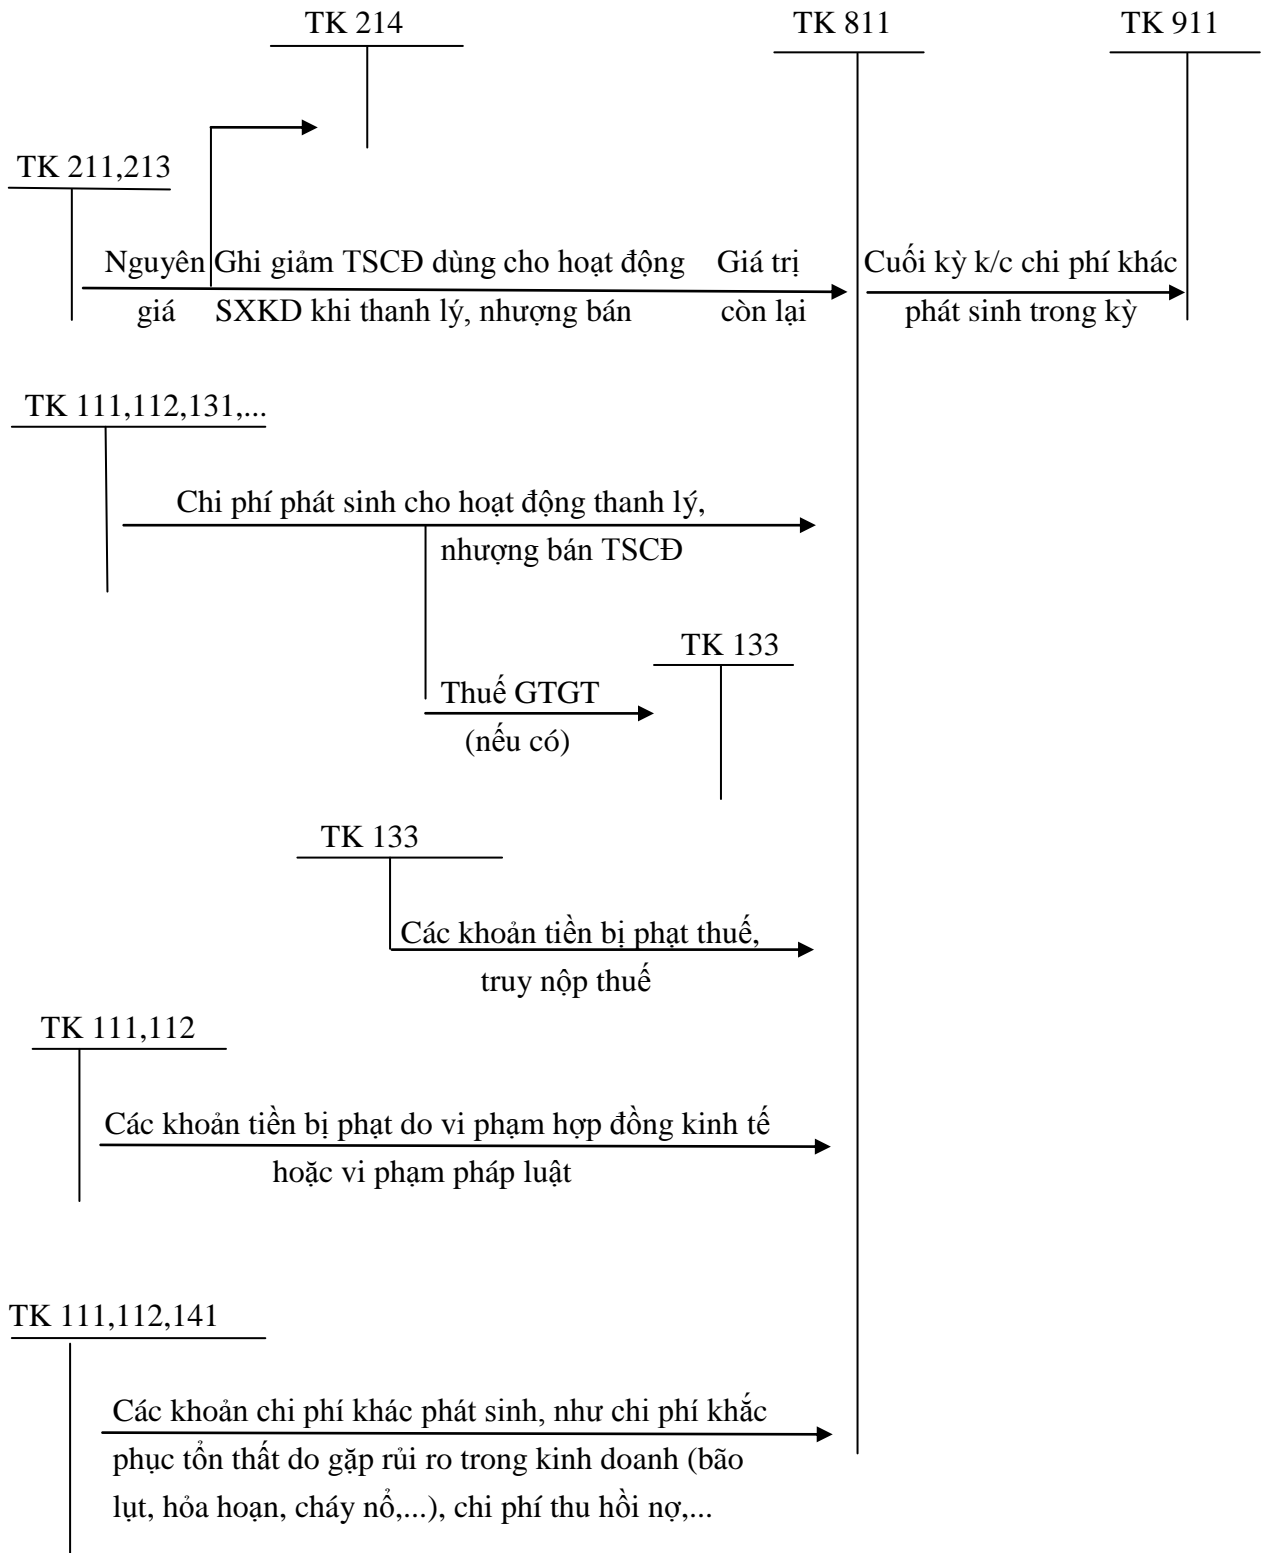 TK 214
TK 811
TK 911
TK 211,213
Nguyên Ghi giảm TSCĐ dùng cho hoạt động Giá trị
giá SXKD khi thanh lý, nhượng bán còn lại
Cuối kỳ k/c chi phí khác
phát sinh trong kỳ
TK 111,112,131,...
Chi phí phát sinh cho hoạt động thanh lý,
nhượng bán TSCĐ
TK 133
Thuế GTGT
(nếu có)
TK 133
Các khoản tiền bị phạt thuế,
truy nộp thuế
TK 111,112
Các khoản tiền bị phạt do vi phạm hợp đồng kinh tế
hoặc vi phạm pháp luật
TK 111,112,141
Các khoản chi phí khác phát sinh, như chi phí khắc
phục tổn thất do gặp rủi ro trong kinh doanh (bão
lụt, hỏa hoạn, cháy nổ,...), chi phí thu hồi nợ,...